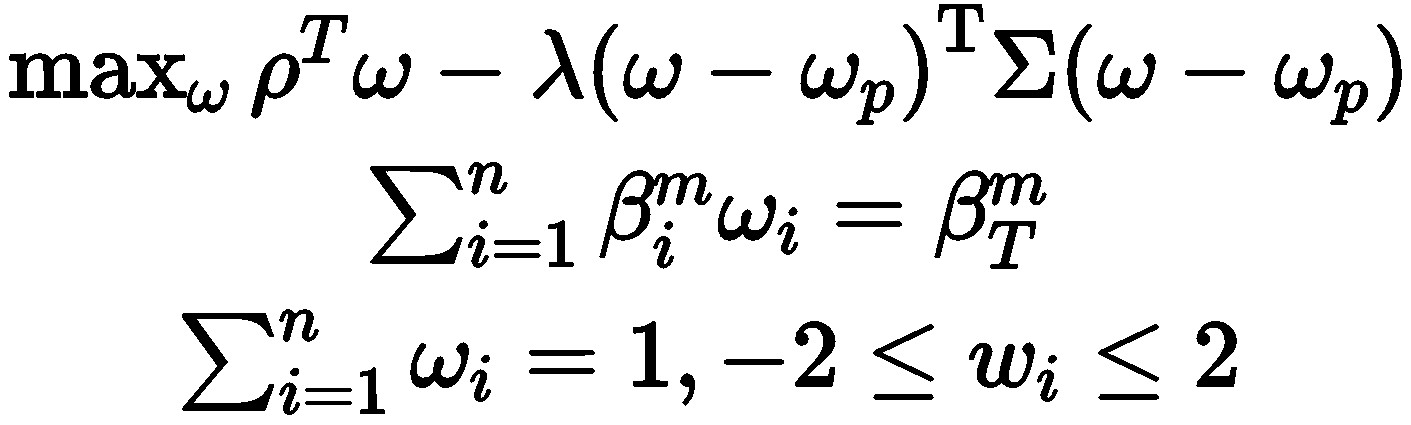 max_ω ρ^T ω − λ(ω − ω_p)^T Σ(ω − ω_p)
∑_{i=1}^n β_i^m ω_i = β_T^m
∑_{i=1}^n ω_i = 1, −2 ≤ w_i ≤ 2